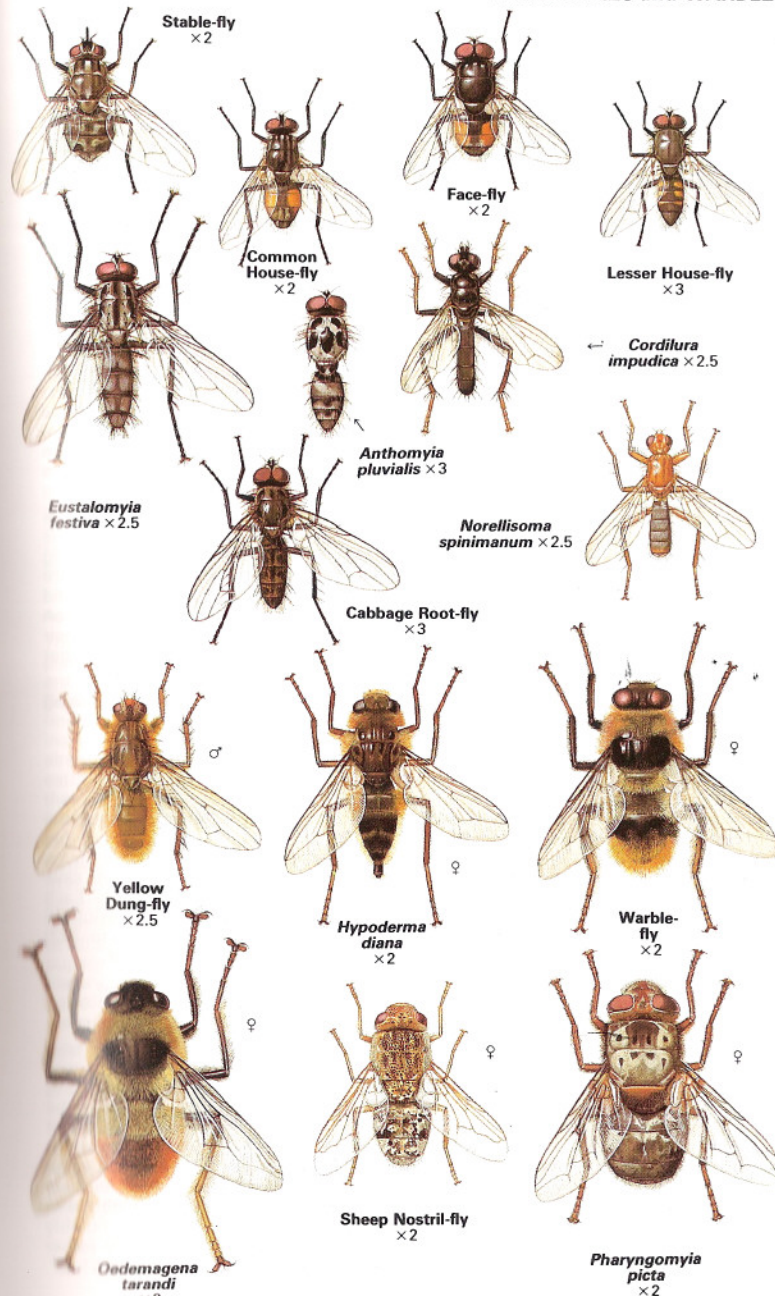 Stable-fly
×2
Common
House-fly
×2
Face-fly
×2
Lesser House-fly
×3
Eustalomyia
festiva ×2.5
Anthomyia
pluvialis ×3
← Cordilura
impudica ×2.5
Norellisoma
spinimanum ×2.5
Cabbage Root-fly
×3
♂
Yellow
Dung-fly
×2.5
♀
Hypoderma
diana
×2
♀
Warble-
fly
×2
♀
Oedemagena
tarandi
♀
Sheep Nostril-fly
×2
♀
Pharyngomyia
picta
×2